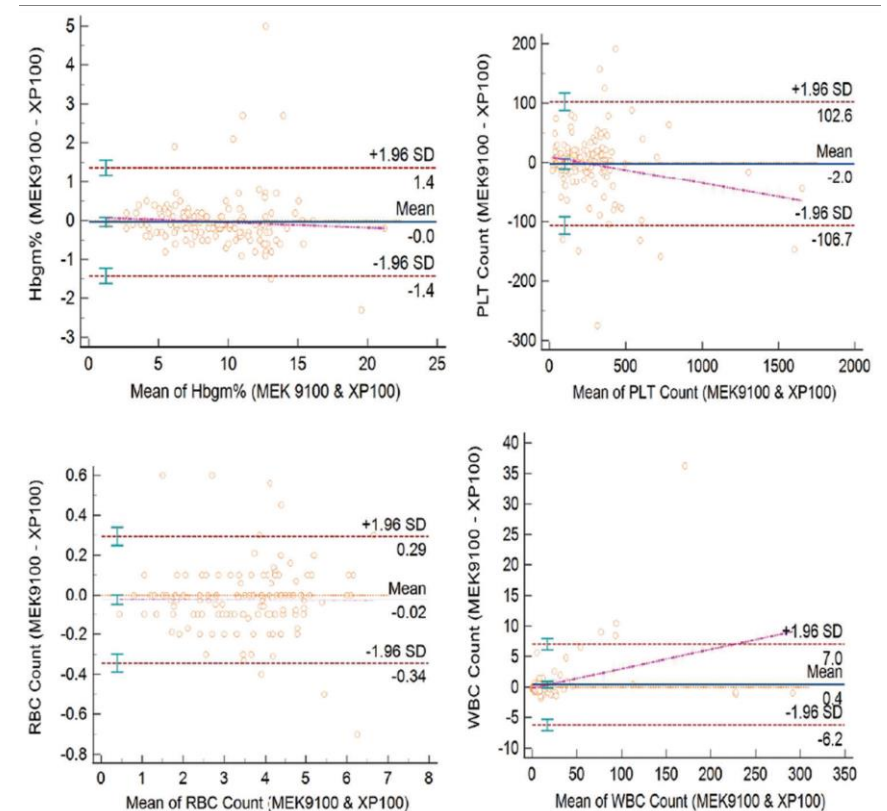 Hbgm% (MEK9100 - XP100)
5
4
3
2
1
0
-1
-2
-3
+1.96 SD
1.4
Mean
-0.0
-1.96 SD
-1.4
0 5 10 15 20 25
Mean of Hbgm% (MEK 9100 & XP100)
PLT Count (MEK9100 - XP100)
200
100
0
-100
-200
-300
+1.96 SD
102.6
Mean
-2.0
-1.96 SD
-106.7
0 500 1000 1500 2000
Mean of PLT Count (MEK9100 & XP100)
RBC Count (MEK9100 - XP100)
0.6
0.4
0.2
0.0
-0.2
-0.4
-0.6
-0.8
+1.96 SD
0.29
Mean
-0.02
-1.96 SD
-0.34
0 1 2 3 4 5 6 7 8
Mean of RBC Count (MEK9100 & XP100)
WBC Count (MEK9100 - XP100)
40
35
30
25
20
15
10
5
0
-5
-10
+1.96 SD
7.0
Mean
0.4
-1.96 SD
-6.2
0 50 100 150 200 250 300 350
Mean of WBC Count (MEK9100 & XP100)